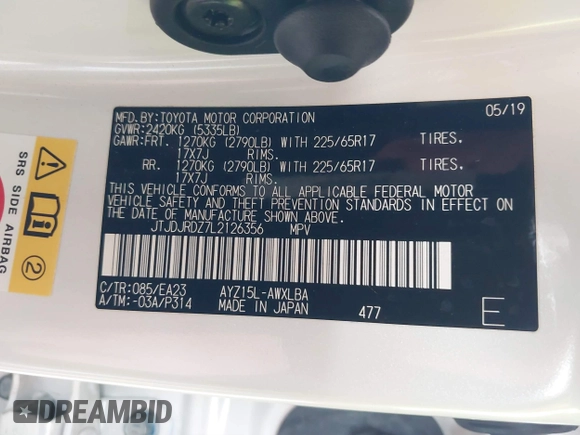 MFD.BY:TOYOTA MOTOR CORPORATION 05/19
GVWR:2420KG (5335LB)
GAWR:FRT. 1270KG (2790LB) WITH 225/65R17 TIRES.
17X7J RIMS.
RR. 1270KG (2790LB) WITH 225/65R17 TIRES.
17X7J RIMS.
THIS VEHICLE CONFORMS TO ALL APPLICABLE FEDERAL MOTOR
VEHICLE SAFETY AND THEFT PREVENTION STANDARDS IN EFFECT ON
THE DATE OF MANUFACTURE SHOWN ABOVE.
JTJDJRDZ7L2126356 MPV
C/TR:085/EA23 AYZ15L-AWXLBA
A/TM:-03A/P314 MADE IN JAPAN 477 E
SRS SIDE AIRBAG
2
DREAMBID